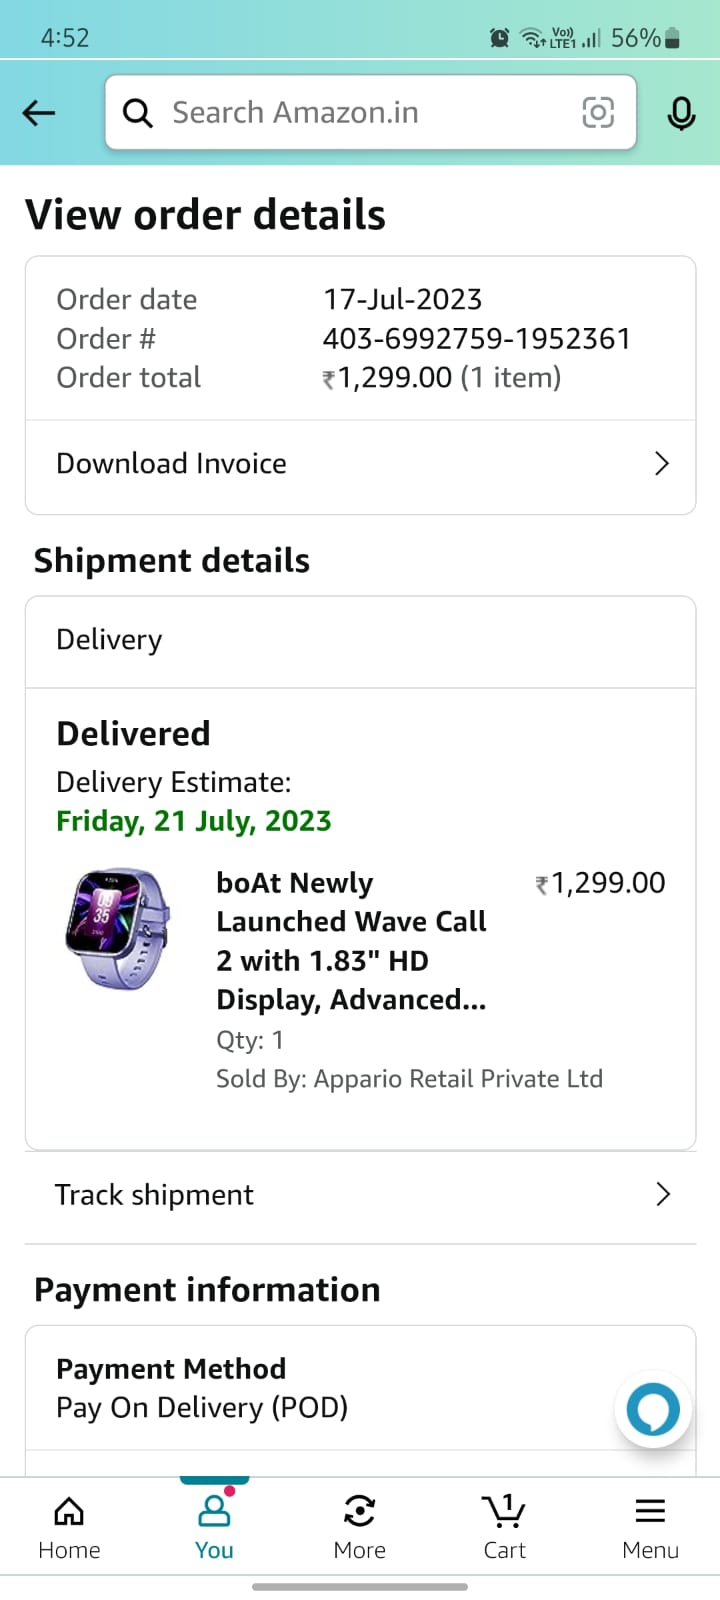 4:52
Vo))
LTE1
56%
Search Amazon.in
View order details
Order date 17-Jul-2023
Order # 403-6992759-1952361
Order total ₹1,299.00 (1 item)
Download Invoice
Shipment details
Delivery
Delivered
Delivery Estimate:
Friday, 21 July, 2023
boAt Newly ₹1,299.00
Launched Wave Call
2 with 1.83" HD
Display, Advanced...
Qty: 1
Sold By: Appario Retail Private Ltd
09
35
Track shipment
Payment information
Payment Method
Pay On Delivery (POD)
1
Home You More Cart Menu